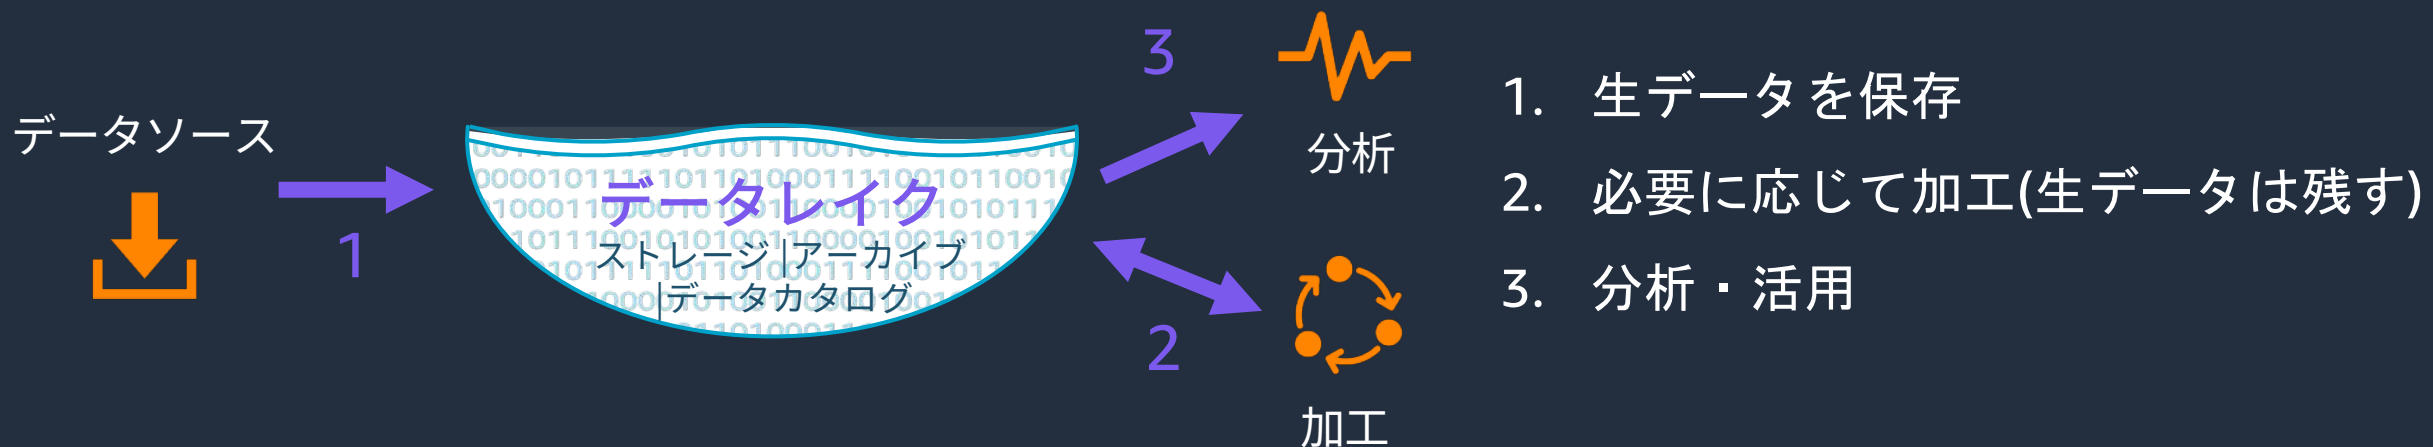 データソース
1
データレイク
ストレージ|アーカイブ
|データカタログ
3
分析
2
加工
1. 生データを保存
2. 必要に応じて加工(生データは残す)
3. 分析・活用